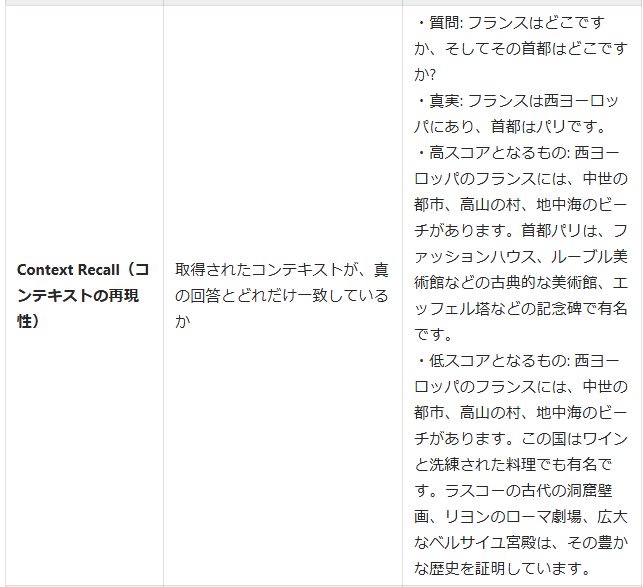 Context Recall（コ
ンテキストの再現
性）
取得されたコンテキストが、真
の回答とどれだけ一致している
か
・質問: フランスはどこです
か、そしてその首都はどこです
か?
・真実: フランスは西ヨーロッ
パにあり、首都はパリです。
・高スコアとなるもの: 西ヨー
ロッパのフランスには、中世の
都市、高山の村、地中海のビー
チがあります。首都パリは、フ
ァッションハウス、ルーブル美
術館などの古典的な美術館、エ
ッフェル塔などの記念碑で有名
です。
・低スコアとなるもの: 西ヨー
ロッパのフランスには、中世の
都市、高山の村、地中海のビー
チがあります。この国はワイン
と洗練された料理でも有名で
す。ラスコーの古代の洞窟壁
画、リヨンのローマ劇場、広大
なベルサイユ宮殿は、その豊か
な歴史を証明しています。